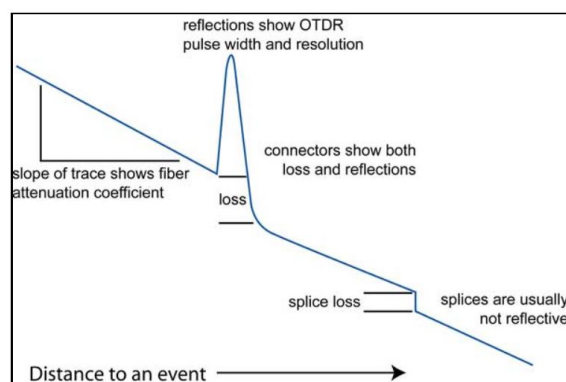 reflections show OTDR
pulse width and resolution
connectors show both
loss and reflections
slope of trace shows fiber
attenuation coefficient
loss
splice loss
splices are usually
not reflective
Distance to an event